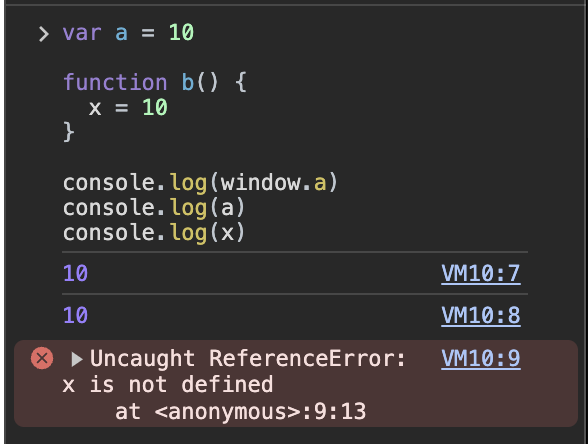 var a = 10
function b() {
x = 10
}
console.log(window.a)
console.log(a)
console.log(x)
10 VM10:7
10 VM10:8
Uncaught ReferenceError: VM10:9
x is not defined
at <anonymous>:9:13